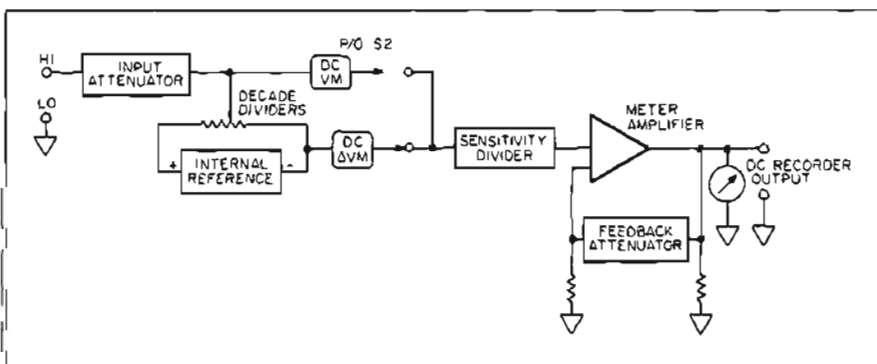 P/O S2
HI
INPUT
ATTENUATOR
DC
VM
LO
DECADE
DIVIDERS
METER
AMPLIFIER
+ INTERNAL -
REFERENCE
DC
ΔVM
SENSITIVITY
DIVIDER
DC RECORDER
OUTPUT
FEEDBACK
ATTENUATOR